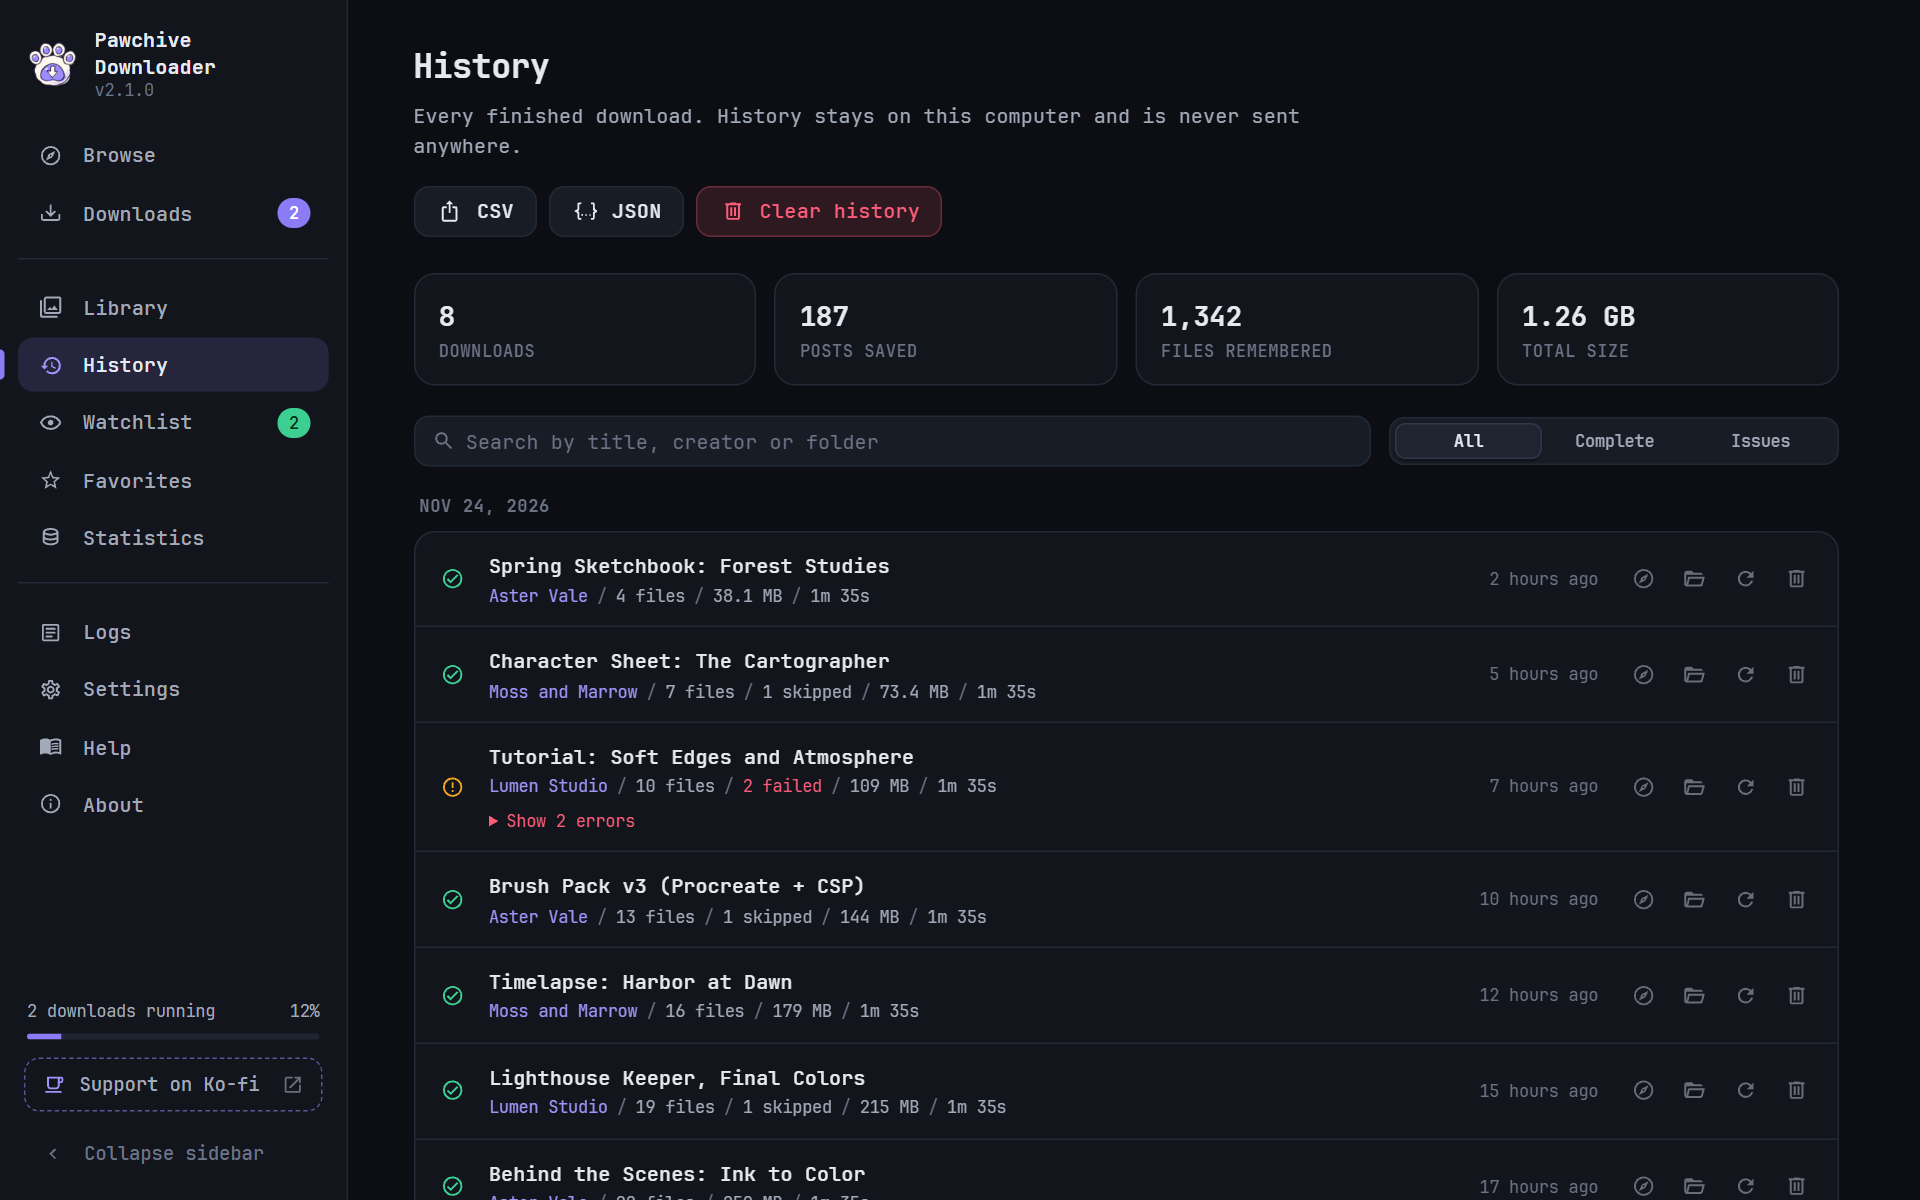 Pawchive
Downloader
v2.1.0
Browse
Downloads 2
Library
History
Watchlist 2
Favorites
Statistics
Logs
Settings
Help
About
2 downloads running 12%
Support on Ko-fi
Collapse sidebar
History
Every finished download. History stays on this computer and is never sent
anywhere.
CSV
JSON
Clear history
8
DOWNLOADS
187
POSTS SAVED
1,342
FILES REMEMBERED
1.26 GB
TOTAL SIZE
Search by title, creator or folder
All Complete Issues
NOV 24, 2026
Spring Sketchbook: Forest Studies
Aster Vale / 4 files / 38.1 MB / 1m 35s
2 hours ago
Character Sheet: The Cartographer
Moss and Marrow / 7 files / 1 skipped / 73.4 MB / 1m 35s
5 hours ago
Tutorial: Soft Edges and Atmosphere
Lumen Studio / 10 files / 2 failed / 109 MB / 1m 35s
Show 2 errors
7 hours ago
Brush Pack v3 (Procreate + CSP)
Aster Vale / 13 files / 1 skipped / 144 MB / 1m 35s
10 hours ago
Timelapse: Harbor at Dawn
Moss and Marrow / 16 files / 179 MB / 1m 35s
12 hours ago
Lighthouse Keeper, Final Colors
Lumen Studio / 19 files / 1 skipped / 215 MB / 1m 35s
15 hours ago
Behind the Scenes: Ink to Color
17 hours ago